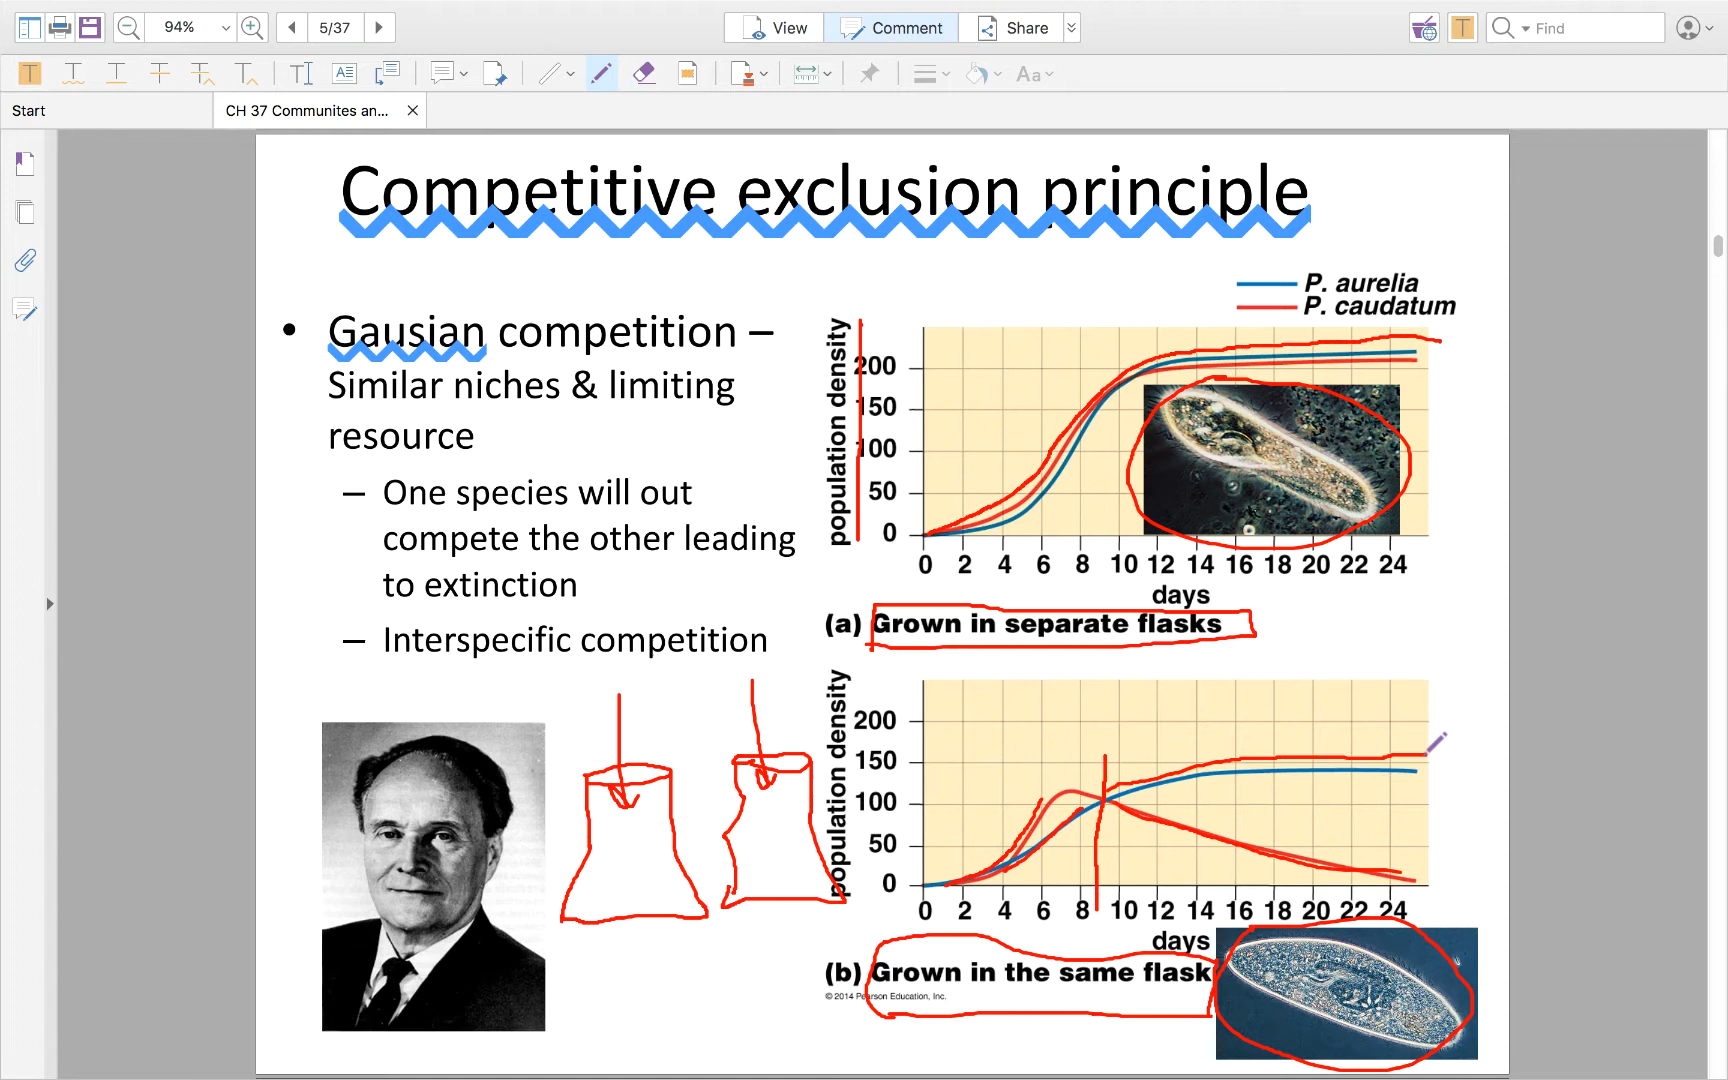 94%
5/37
View
Comment
Share
Find
Aa
Start
CH 37 Communites an...
Competitive exclusion principle
• Gausian competition –
Similar niches & limiting
resource
– One species will out
compete the other leading
to extinction
– Interspecific competition
P. aurelia
P. caudatum
population density
200
150
100
50
0
0 2 4 6 8 10 12 14 16 18 20 22 24
days
(a) Grown in separate flasks
population density
200
150
100
50
0
0 2 4 6 8 10 12 14 16 18 20 22 24
days
(b) Grown in the same flask
© 2014 Pearson Education, Inc.